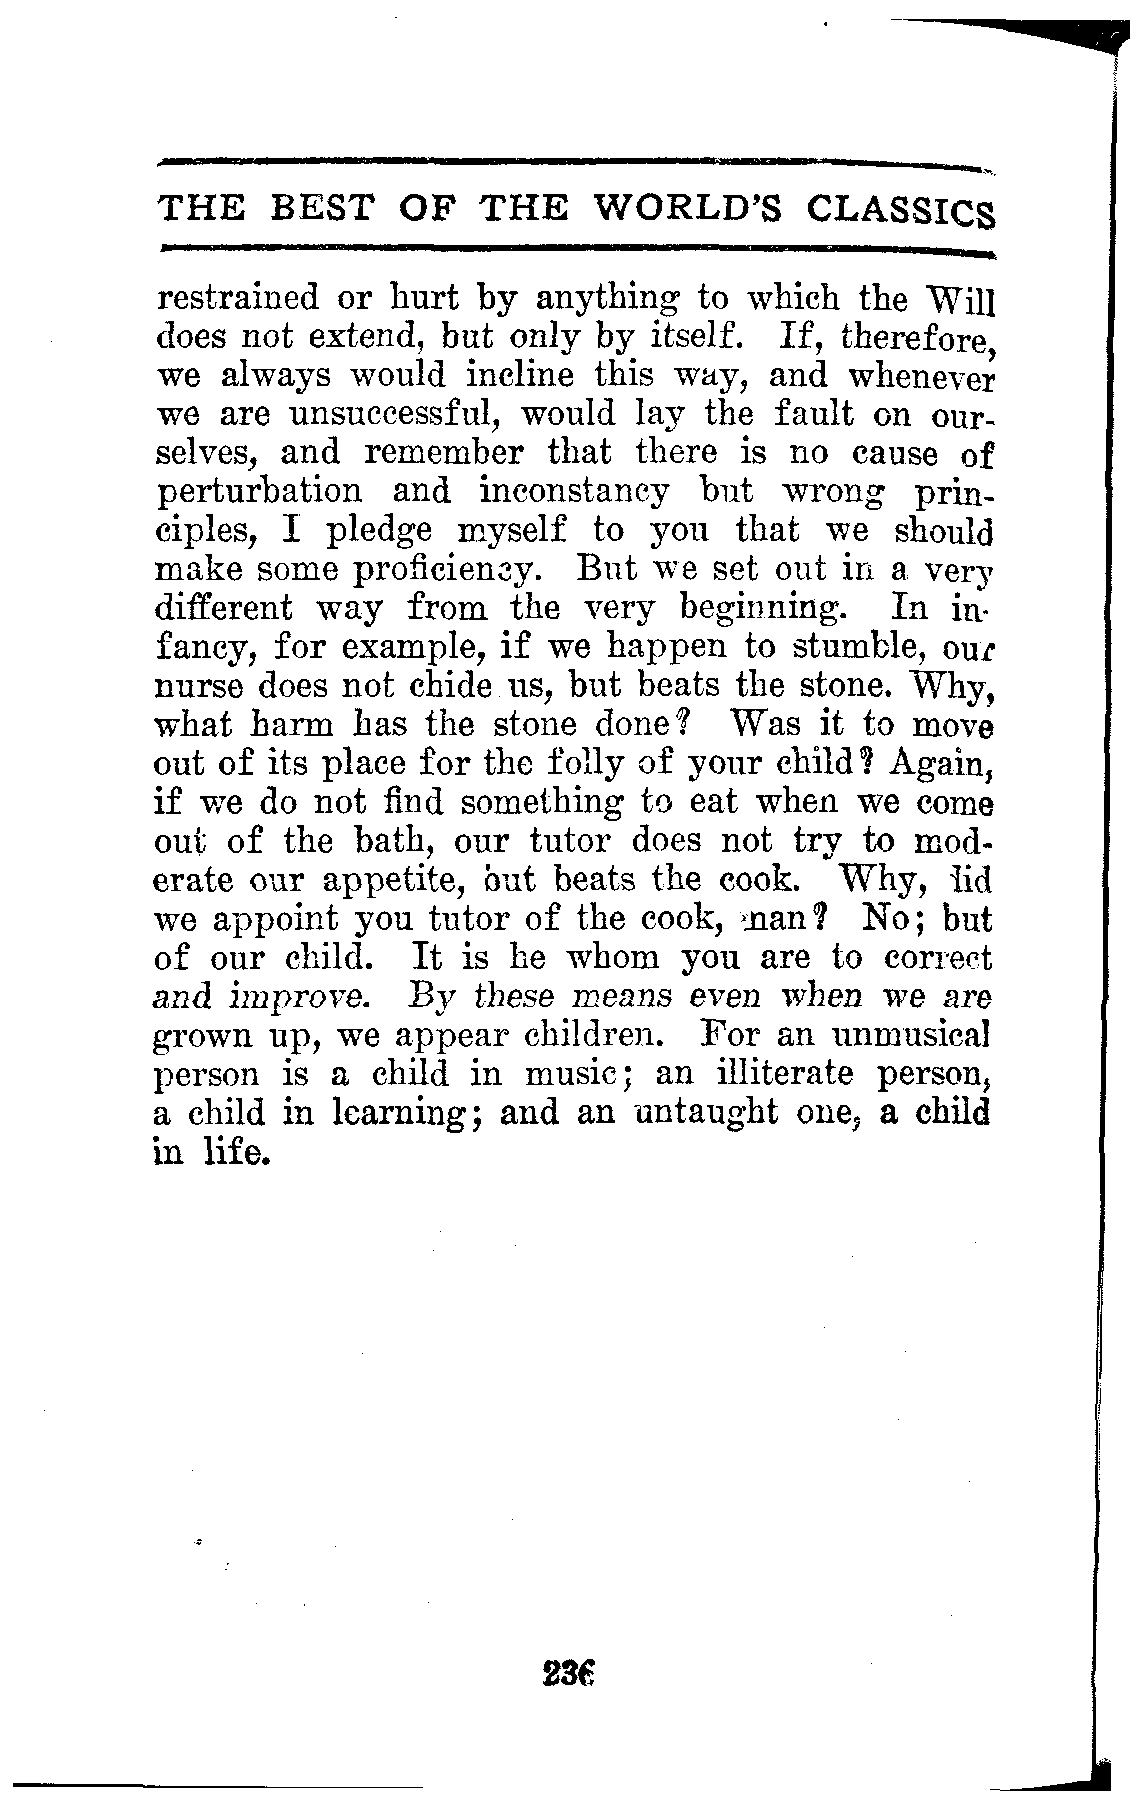 THE BEST OF THE WORLD'S CLASSICS
restrained or hurt by anything to which the Will
does not extend, but only by itself. If, therefore,
we always would incline this way, and whenever
we are unsuccessful, would lay the fault on our-
selves, and remember that there is no cause of
perturbation and inconstancy but wrong prin-
ciples, I pledge myself to you that we should
make some proficiency. But we set out in a very
different way from the very beginning. In in-
fancy, for example, if we happen to stumble, our
nurse does not chide us, but beats the stone. Why,
what harm has the stone done? Was it to move
out of its place for the folly of your child? Again,
if we do not find something to eat when we come
out of the bath, our tutor does not try to mod-
erate our appetite, but beats the cook. Why, did
we appoint you tutor of the cook, man? No; but
of our child. It is he whom you are to correct
and improve. By these means even when we are
grown up, we appear children. For an unmusical
person is a child in music; an illiterate person,
a child in learning; and an untaught one, a child
in life.
236